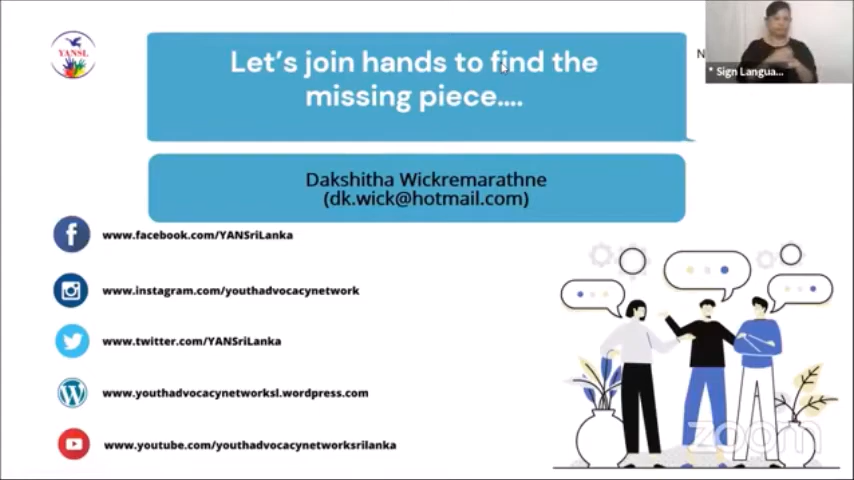 YANSL
Let's join hands to find the
missing piece....
N
* Sign Langua...
Dakshitha Wickremarathne
(dk.wick@hotmail.com)
www.facebook.com/YANSriLanka
www.instagram.com/youthadvocacynetwork
www.twitter.com/YANSriLanka
www.youthadvocacynetworksl.wordpress.com
www.youtube.com/youthadvocacynetworksrilanka
zoom